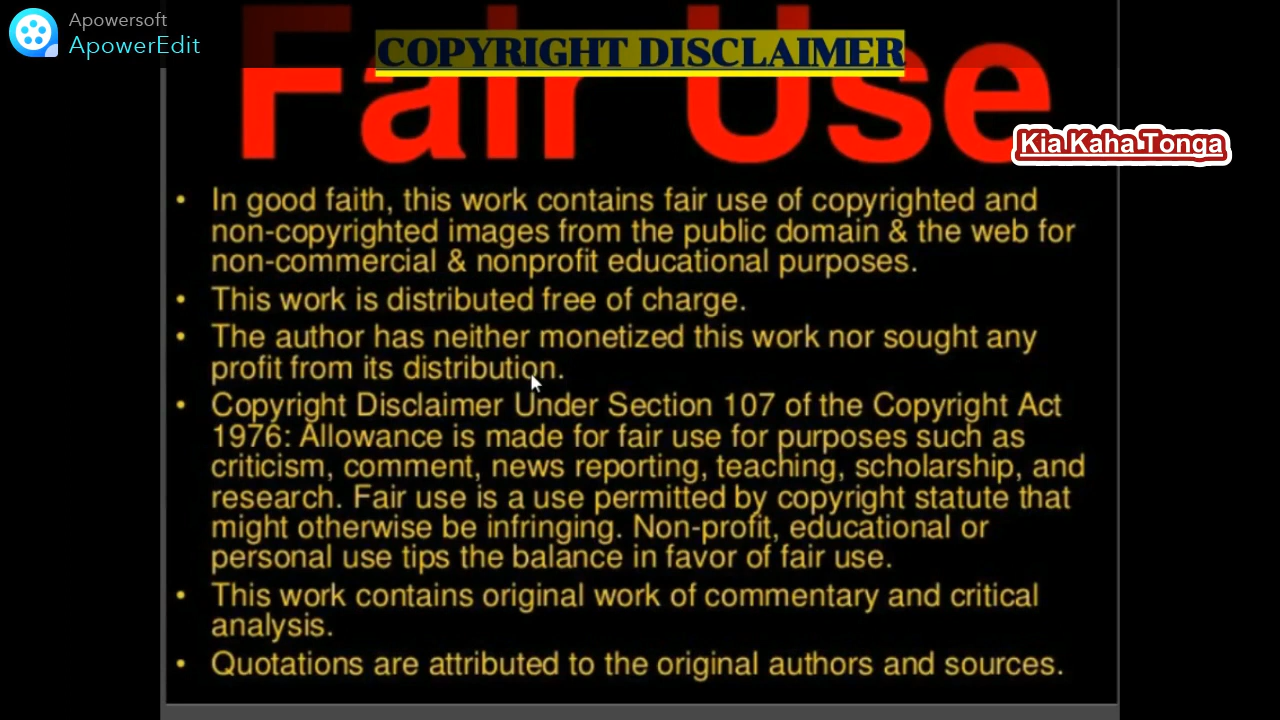 Apowersoft
ApowerEdit
COPYRIGHT DISCLAIMER
Fair Use
Kia Kaha Tonga
• In good faith, this work contains fair use of copyrighted and
non-copyrighted images from the public domain & the web for
non-commercial & nonprofit educational purposes.
• This work is distributed free of charge.
• The author has neither monetized this work nor sought any
profit from its distribution.
• Copyright Disclaimer Under Section 107 of the Copyright Act
1976: Allowance is made for fair use for purposes such as
criticism, comment, news reporting, teaching, scholarship, and
research. Fair use is a use permitted by copyright statute that
might otherwise be infringing. Non-profit, educational or
personal use tips the balance in favor of fair use.
• This work contains original work of commentary and critical
analysis.
• Quotations are attributed to the original authors and sources.